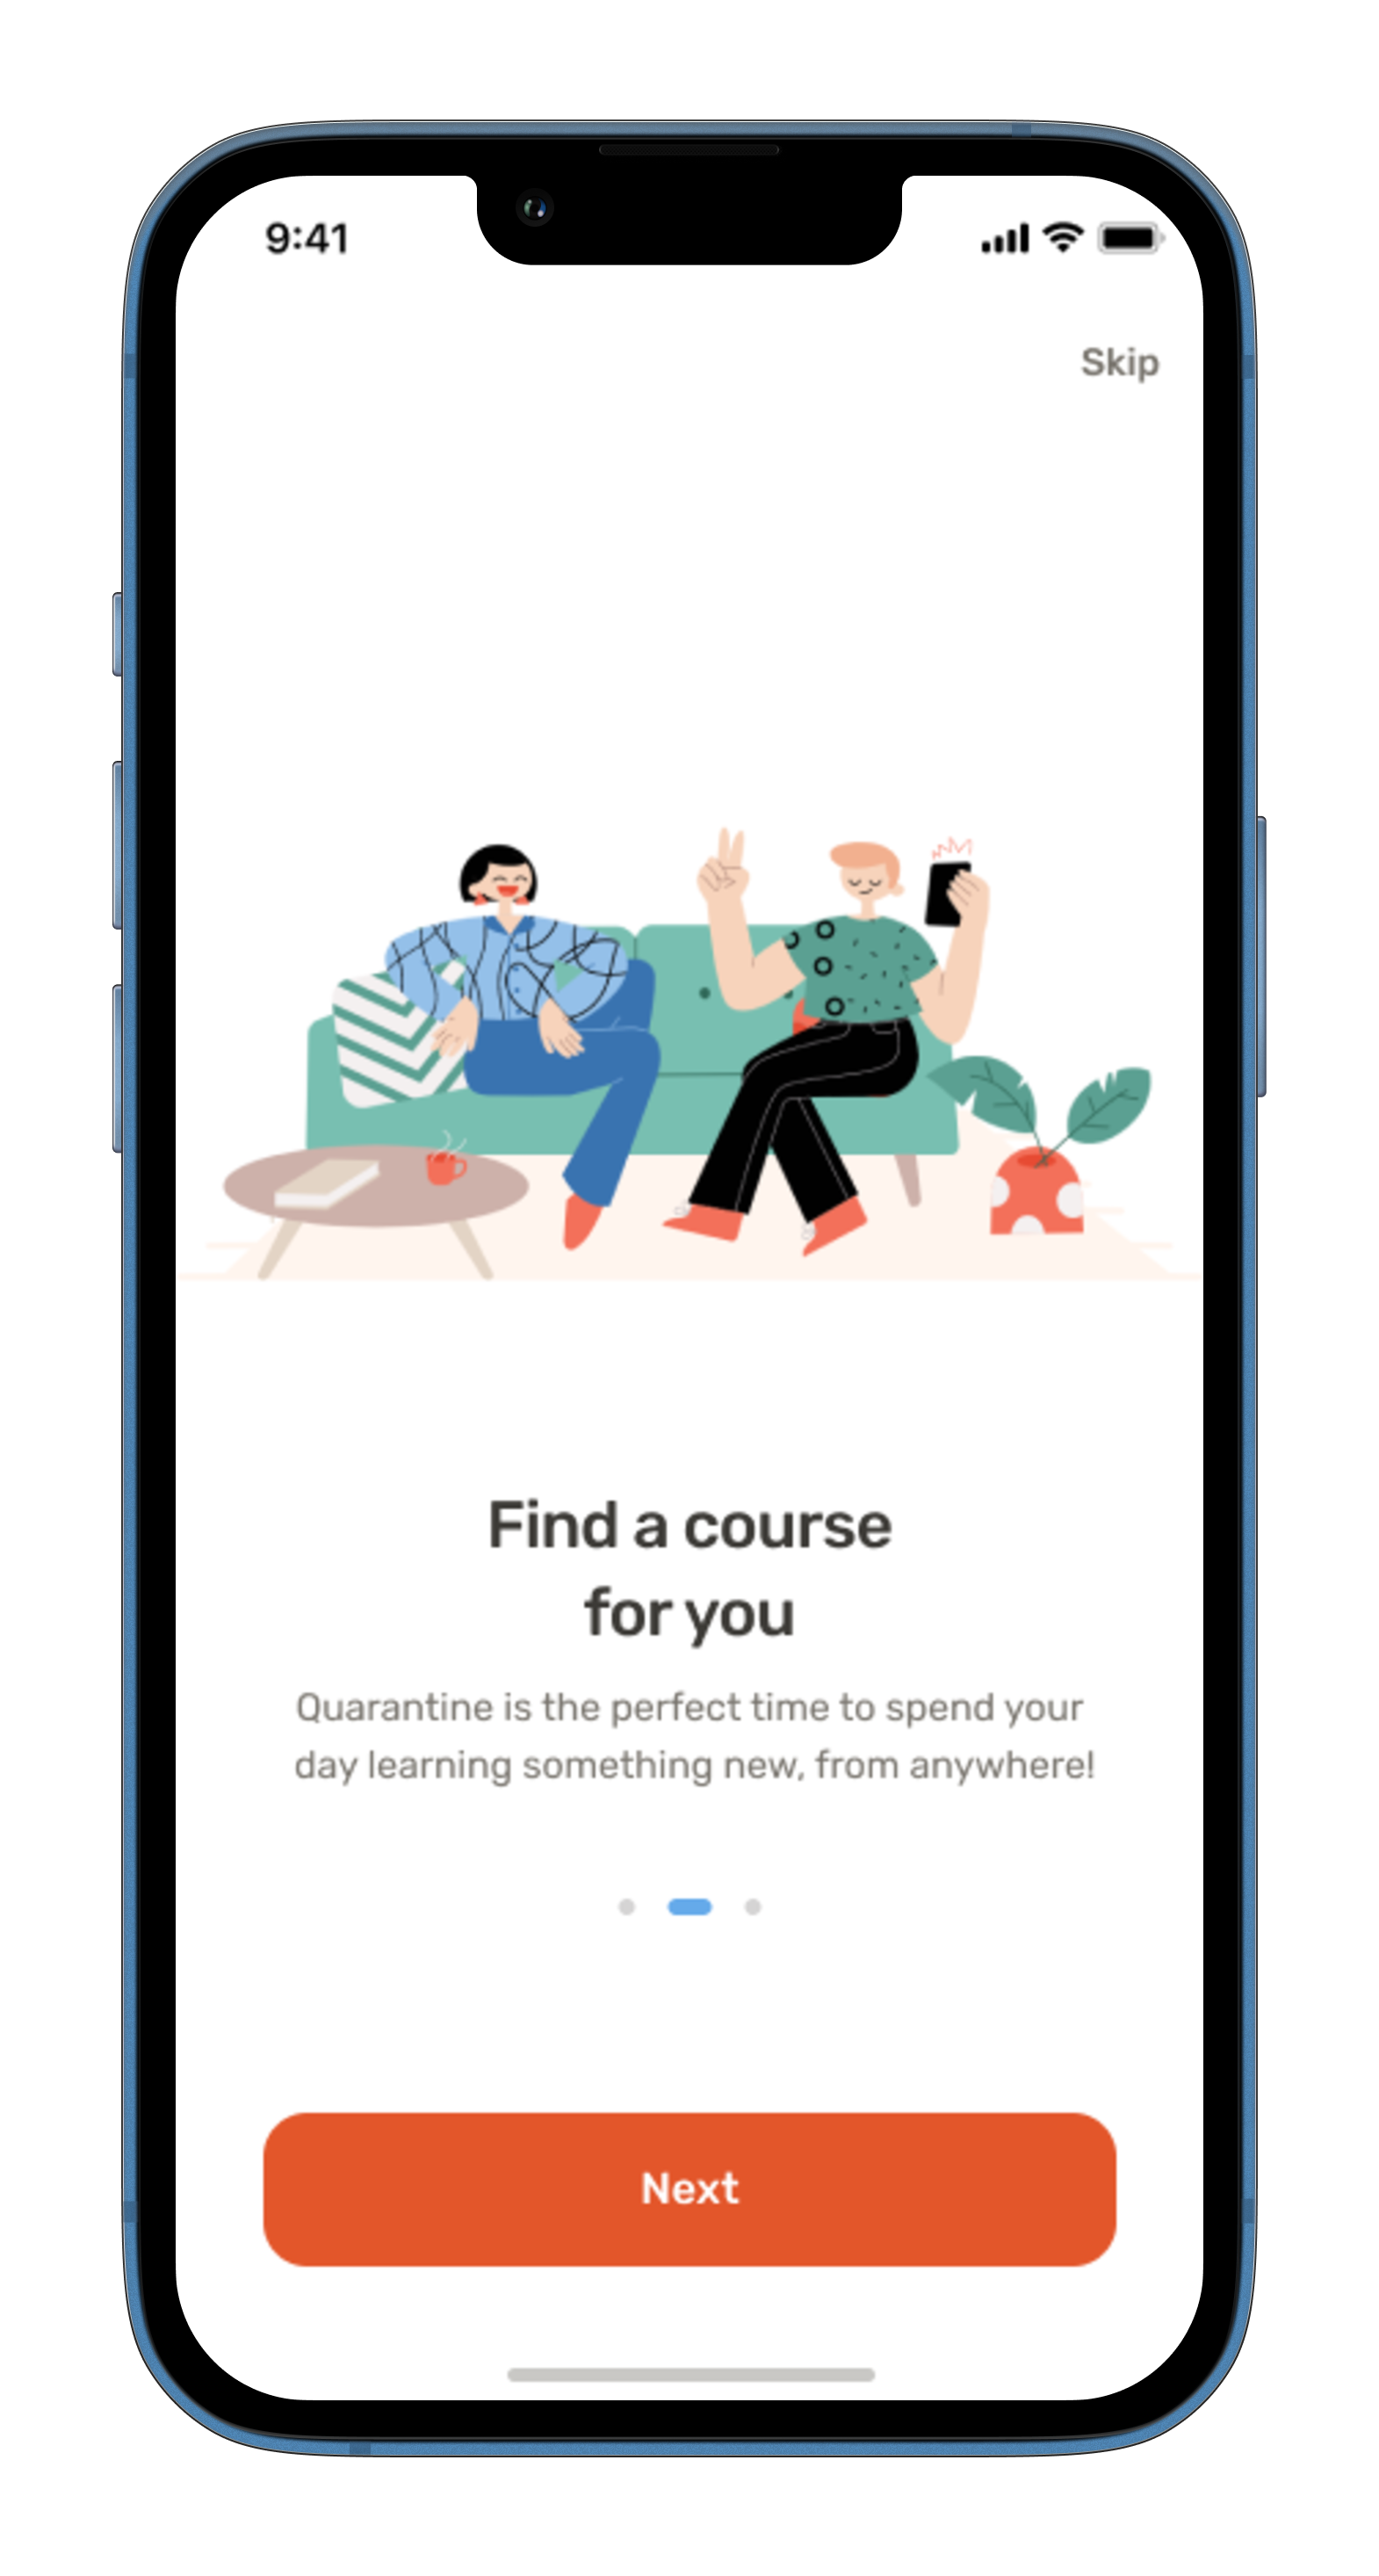 9:41
Skip
Find a course
for you
Quarantine is the perfect time to spend your
day learning something new, from anywhere!
Next